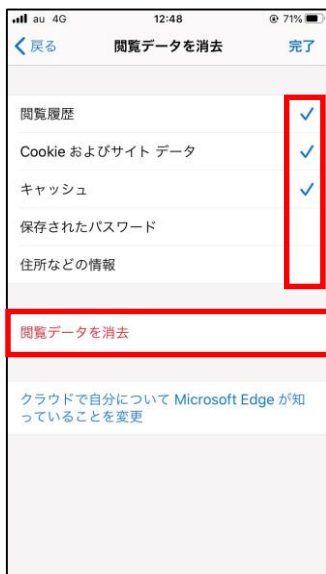 au 4G 12:48 71%
戻る 閲覧データを消去 完了
閲覧履歴
Cookie およびサイト データ
キャッシュ
保存されたパスワード
住所などの情報
閲覧データを消去
クラウドで自分について Microsoft Edge が知
っていることを変更